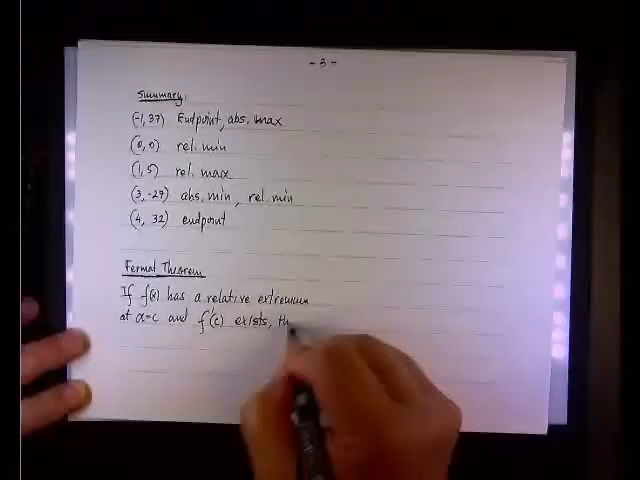 - 3 -
Summary.
(-1, 37) Endpoint, abs. max
(0, 0) rel. min
(1, 5) rel. max
(3, -27) abs. min, rel. min
(4, 32) endpoint
Fermat Theorem
If f(x) has a relative extremum
at x=c and f'(c) exists, th